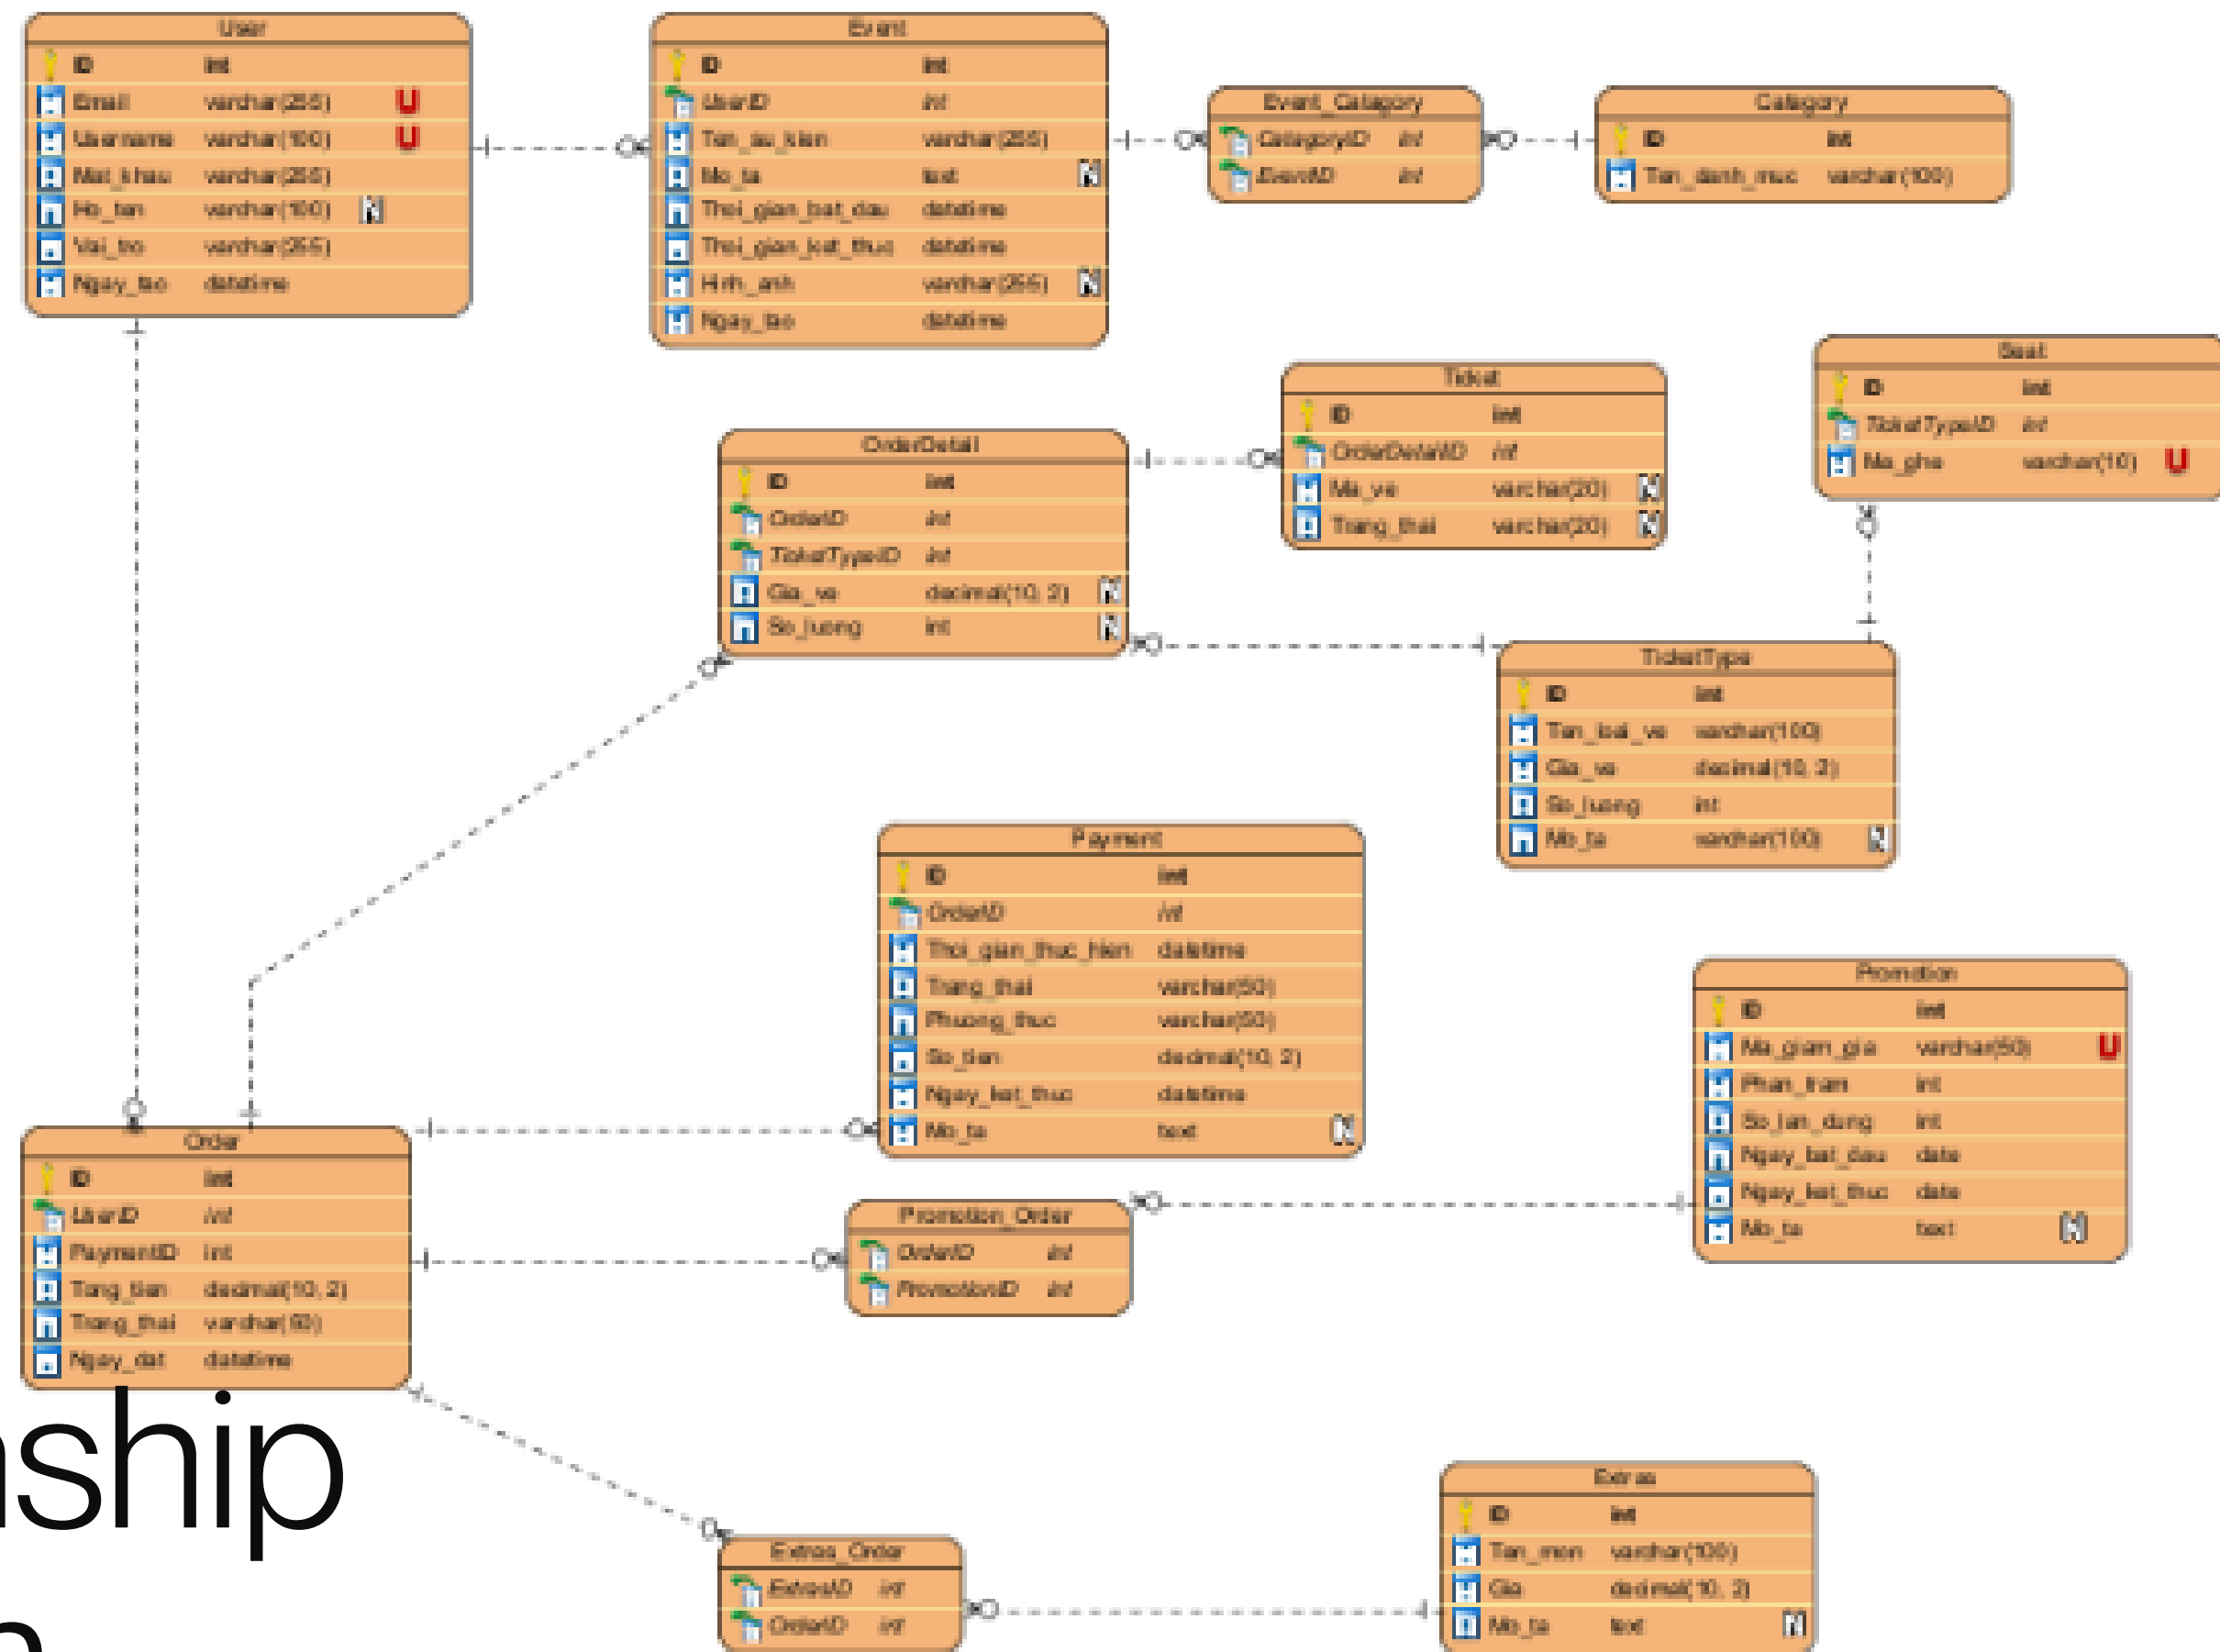 User
ID int
Email varchar(255) U
Username varchar(100) U
Mat_khau varchar(255)
Ho_ten varchar(100) N
Vai_tro varchar(255)
Ngay_tao datetime
Event
ID int
UserID int
Ten_su_kien varchar(255)
Mo_ta text N
Thoi_gian_bat_dau datetime
Thoi_gian_ket_thuc datetime
Hinh_anh varchar(255) N
Ngay_tao datetime
Event_Catagory
CategoryID int
EventID int
Category
ID int
Ten_danh_muc varchar(100)
Seat
ID int
TicketTypeID int
Ma_ghe varchar(10) U
Ticket
ID int
OrderDetailID int
Ma_ve varchar(20) N
Trang_thai varchar(20) N
OrderDetail
ID int
OrderID int
TicketTypeID int
Gia_ve decimal(10, 2) N
So_luong int N
TicketType
ID int
Ten_loai_ve varchar(100)
Gia_ve decimal(10, 2)
So_luong int
Mo_ta varchar(100) N
Payment
ID int
OrderID int
Thoi_gian_thuc_hien datetime
Trang_thai varchar(50)
Phuong_thuc varchar(50)
So_tien decimal(10, 2)
Ngay_ket_thuc datetime
Mo_ta text N
Promotion
ID int
Ma_giam_gia varchar(50) U
Phan_tram int
So_lan_dung int
Ngay_bat_dau date
Ngay_ket_thuc date
Mo_ta text N
Order
ID int
UserID int
PaymentID int
Tong_tien decimal(10, 2)
Trang_thai varchar(50)
Ngay_dat datetime
Promotion_Order
OrderID int
PromotionID int
nship
Extras_Order
ExtrasID int
OrderID int
Extras
ID int
Ten_mon varchar(100)
Gia decimal(10, 2)
Mo_ta text N